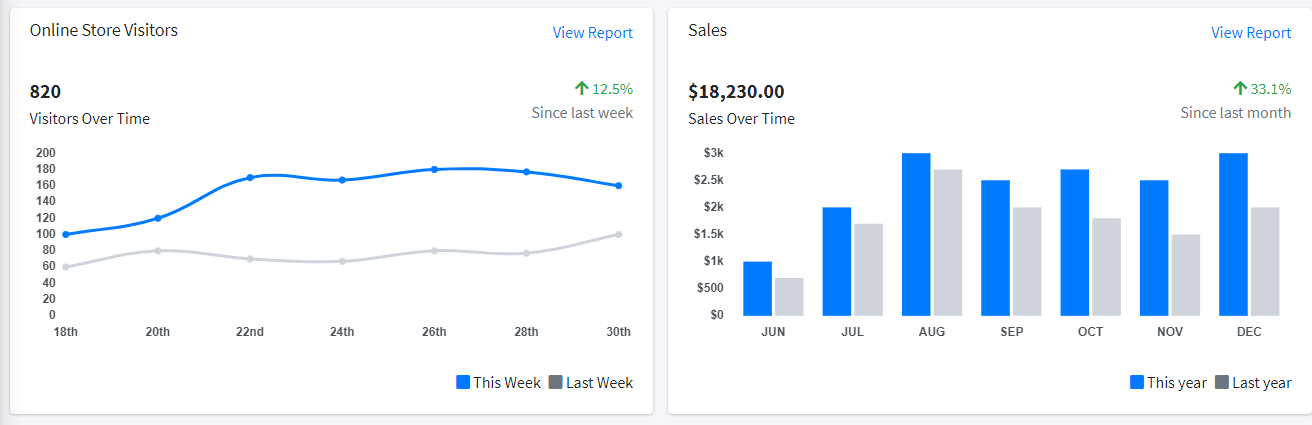 Online Store Visitors
View Report
820
Visitors Over Time
12.5%
Since last week
200
180
160
140
120
100
80
60
40
20
0
18th 20th 22nd 24th 26th 28th 30th
This Week Last Week
Sales
View Report
$18,230.00
Sales Over Time
33.1%
Since last month
$3k
$2.5k
$2k
$1.5k
$1k
$500
$0
JUN JUL AUG SEP OCT NOV DEC
This year Last year